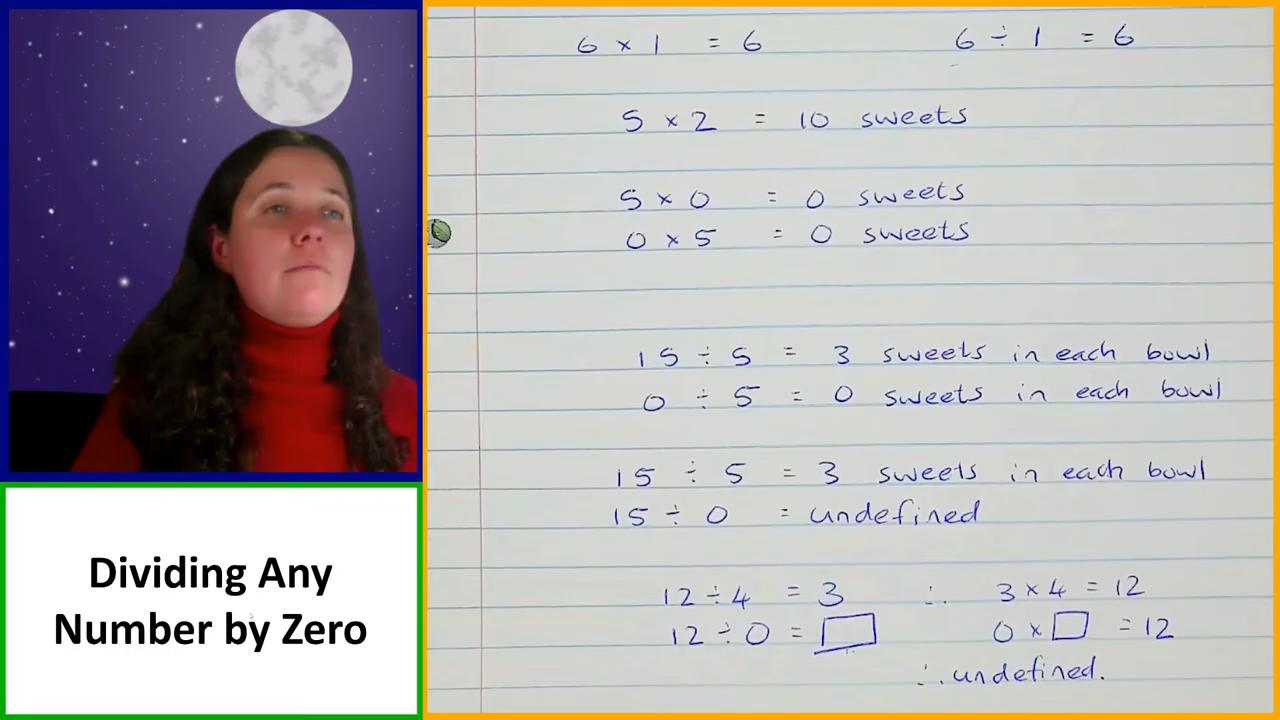 6 × 1 = 6 6 ÷ 1 = 6
5 × 2 = 10 sweets
5 × 0 = 0 sweets
0 × 5 = 0 sweets
15 ÷ 5 = 3 sweets in each bowl
0 ÷ 5 = 0 sweets in each bowl
15 ÷ 5 = 3 sweets in each bowl
15 ÷ 0 = undefined
12 ÷ 4 = 3 ∴ 3 × 4 = 12
12 ÷ 0 = □ 0 × □ = 12
∴ undefined.
Dividing Any
Number by Zero